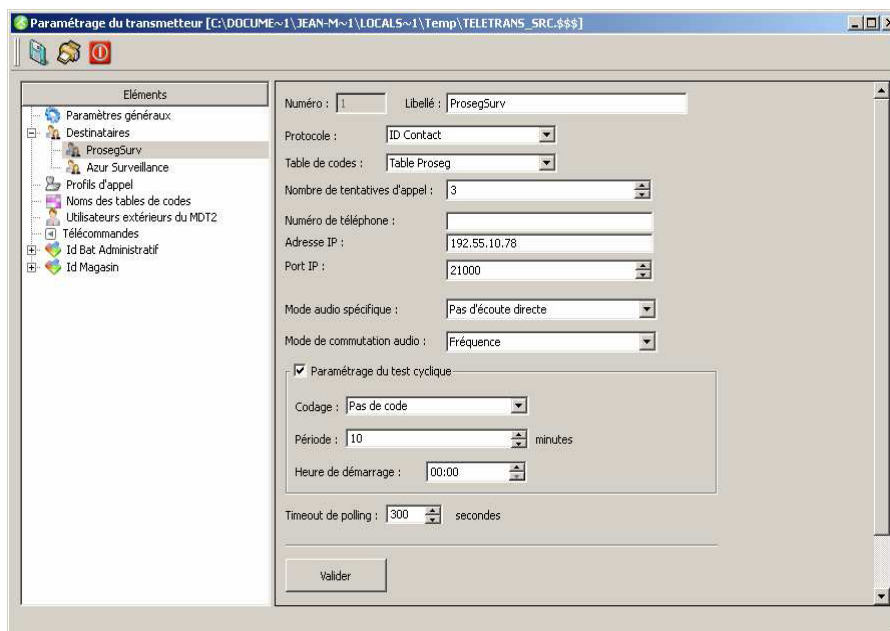 Paramétrage du transmetteur [C:\DOCUME~1\JEAN-M~1\LOCALS~1\Temp\TELETRANS_SRC.$$$]
Eléments
Paramètres généraux
Destinataires
ProsegSurv
Azur Surveillance
Profils d'appel
Noms des tables de codes
Utilisateurs extérieurs du MDT2
Télécommandes
Id Bat Administratif
Id Magasin
Numéro : 1 Libellé : ProsegSurv
Protocole : ID Contact
Table de codes : Table Proseg
Nombre de tentatives d'appel : 3
Numéro de téléphone :
Adresse IP : 192.55.10.78
Port IP : 21000
Mode audio spécifique : Pas d'écoute directe
Mode de commutation audio : Fréquence
Paramétrage du test cyclique
Codage : Pas de code
Période : 10 minutes
Heure de démarrage : 00:00
Timeout de polling : 300 secondes
Valider